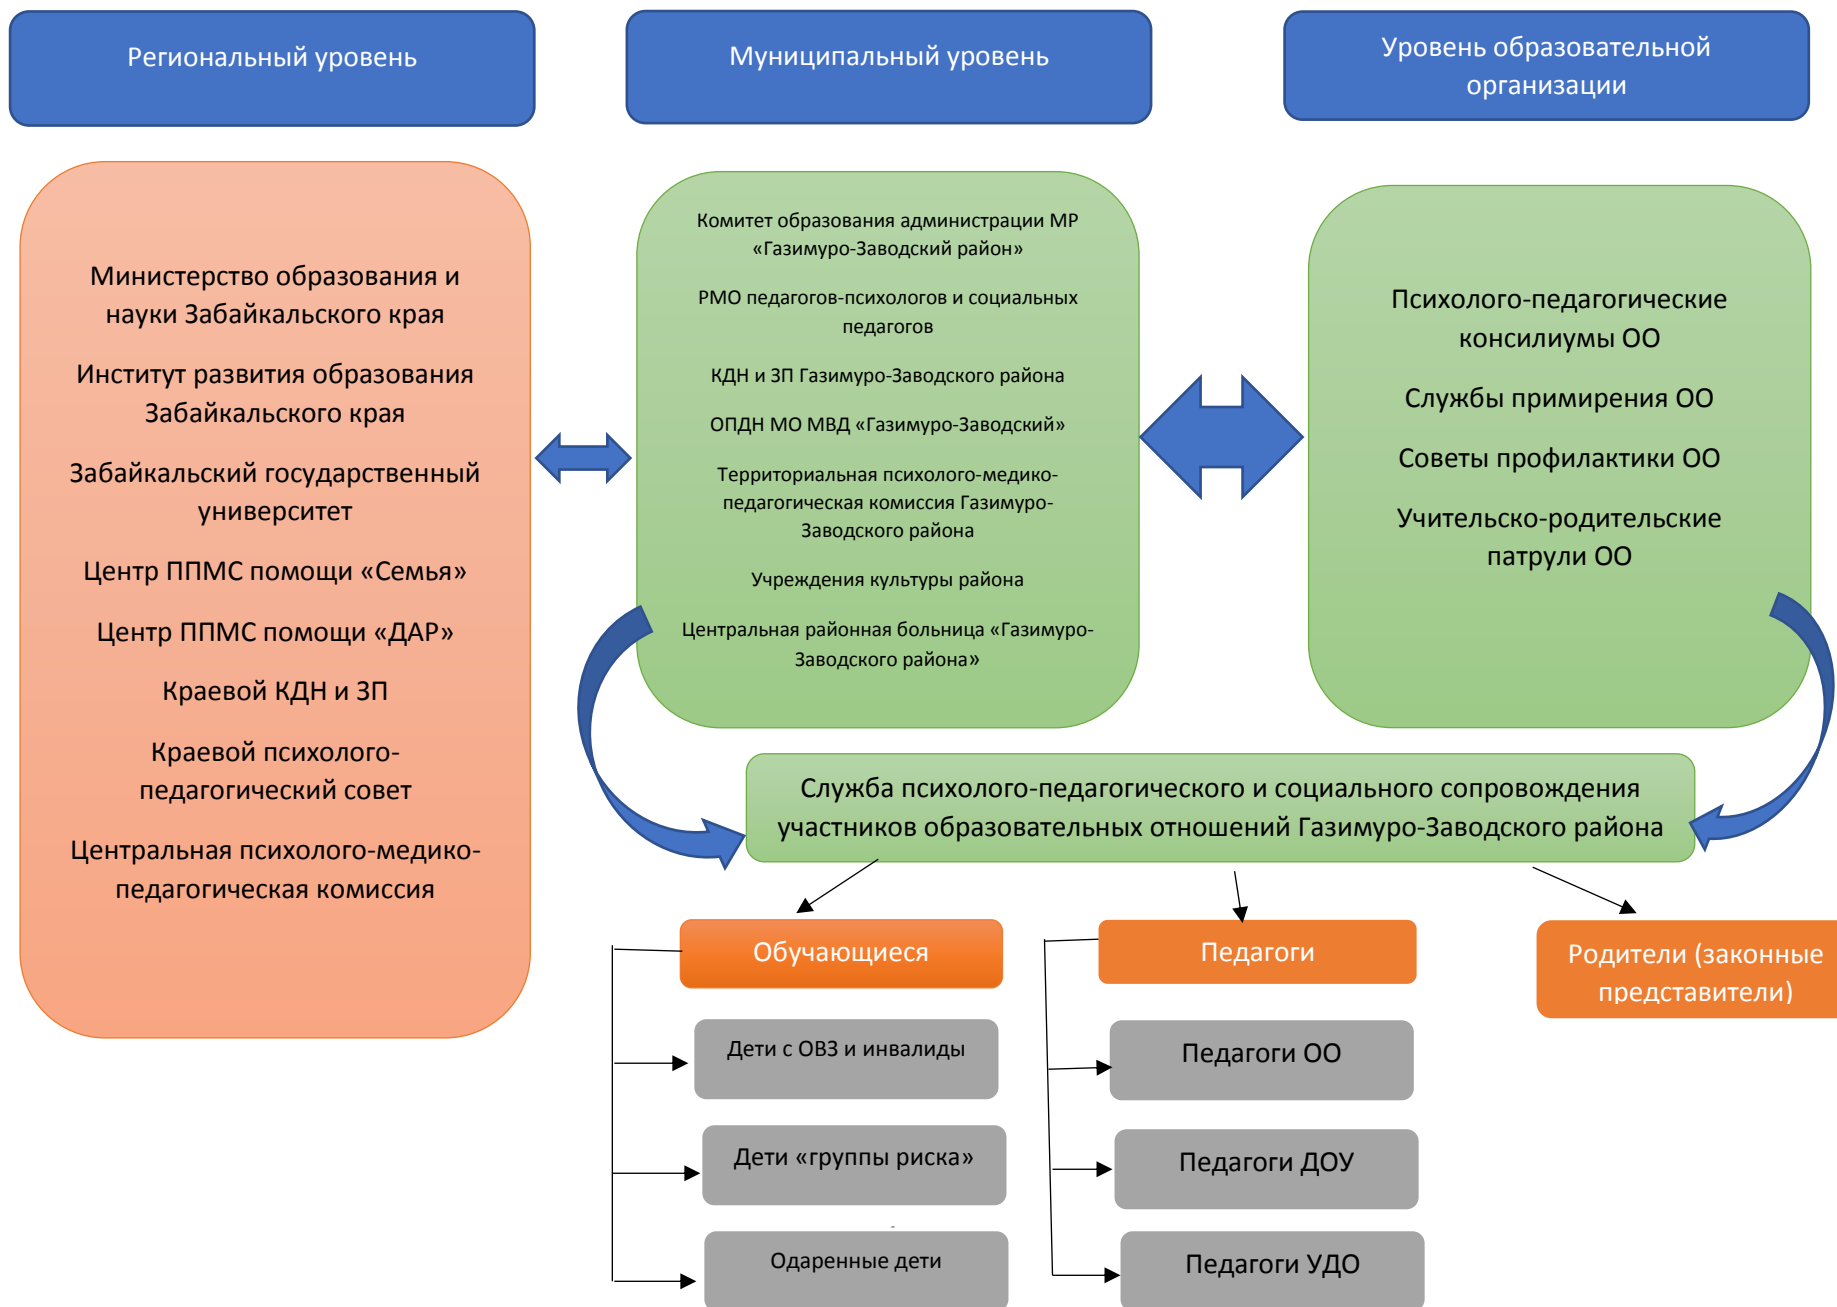 Региональный уровень
Муниципальный уровень
Уровень образовательной
организации
Министерство образования и
науки Забайкальского края
Институт развития образования
Забайкальского края
Забайкальский государственный
университет
Центр ППМС помощи «Семья»
Центр ППМС помощи «ДАР»
Краевой КДН и ЗП
Краевой психолого-
педагогический совет
Центральная психолого-медико-
педагогическая комиссия
Комитет образования администрации МР
«Газимуро-Заводский район»
РМО педагогов-психологов и социальных
педагогов
КДН и ЗП Газимуро-Заводского района
ОПДН МО МВД «Газимуро-Заводский»
Территориальная психолого-медико-
педагогическая комиссия Газимуро-
Заводского района
Учреждения культуры района
Центральная районная больница «Газимуро-
Заводского района»
Психолого-педагогические
консилиумы ОО
Службы примирения ОО
Советы профилактики ОО
Учительско-родительские
патрули ОО
Служба психолого-педагогического и социального сопровождения
участников образовательных отношений Газимуро-Заводского района
Обучающиеся
Дети с ОВЗ и инвалиды
Дети «группы риска»
Одаренные дети
Педагоги
Педагоги ОО
Педагоги ДОУ
Педагоги УДО
Родители (законные
представители)